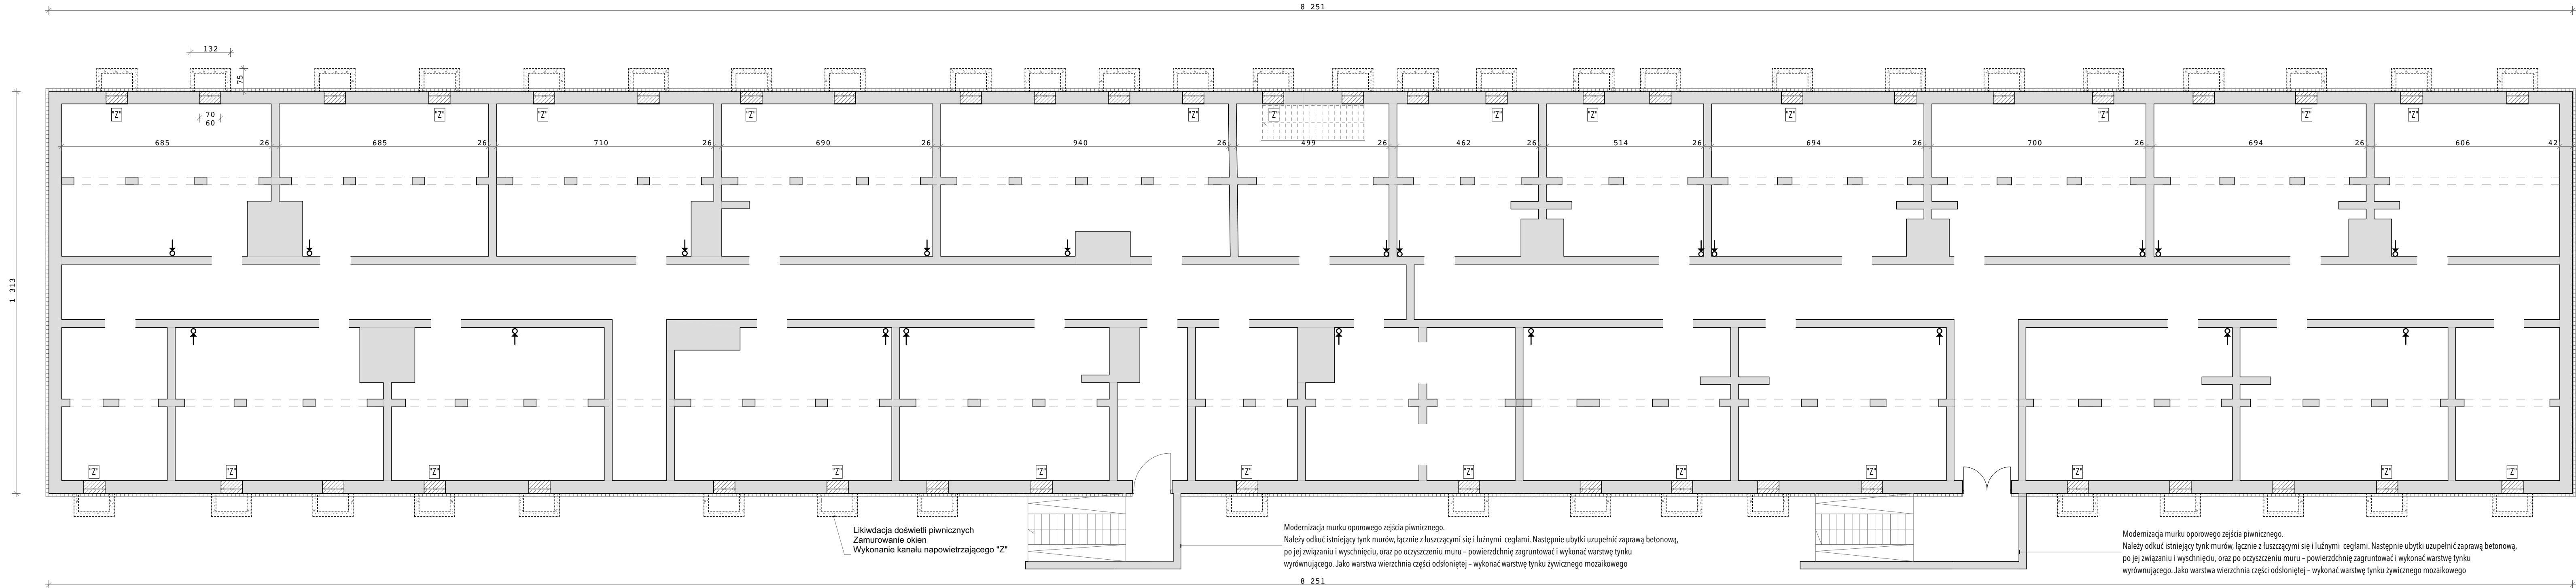 8 251
132
75
"Z" "Z" "Z" "Z" "Z" "Z" "Z" "Z" "Z" "Z" "Z" "Z"
70
60
685 26 685 26 710 26 690 26 940 26 499 26 462 26 514 26 694 26 700 26 694 26 606 42
1 313
"Z" "Z" "Z" "Z" "Z" "Z" "Z" "Z" "Z" "Z" "Z" "Z"
Likiwdacja doświetli piwnicznych
Zamurowanie okien
Wykonanie kanału napowietrzającego "Z"
Modernizacja murku oporowego zejścia piwnicznego.
Należy odkuć istniejący tynk murów, łącznie z łuszczącymi się i luźnymi cegłami. Następnie ubytki uzupełnić zaprawą betonową,
po jej związaniu i wyschnięciu, oraz po oczyszczeniu muru – powierzdchnię zagruntować i wykonać warstwę tynku
wyrównującego. Jako warstwa wierzchnia części odsłoniętej – wykonać warstwę tynku żywicznego mozaikowego
Modernizacja murku oporowego zejścia piwnicznego.
Należy odkuć istniejący tynk murów, łącznie z łuszczącymi się i luźnymi cegłami. Następnie ubytki uzupełnić zaprawą betonową,
po jej związaniu i wyschnięciu, oraz po oczyszczeniu muru – powierzdchnię zagruntować i wykonać warstwę tynku
wyrównującego. Jako warstwa wierzchnia części odsłoniętej – wykonać warstwę tynku żywicznego mozaikowego
8 251